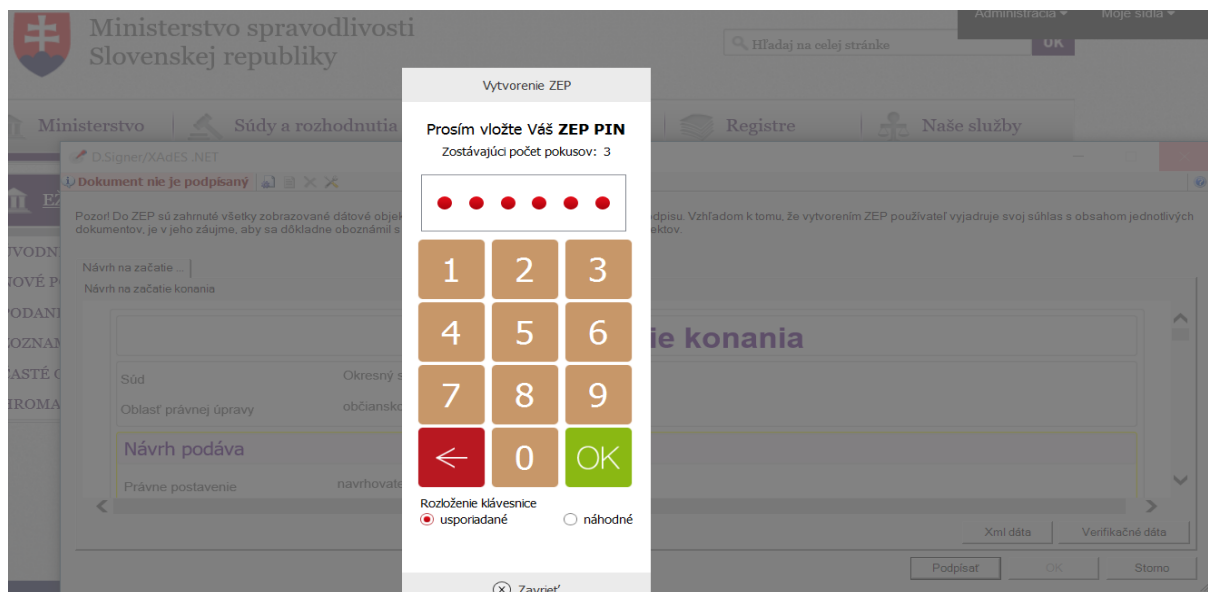 Ministerstvo spravodlivosti
Slovenskej republiky
Administrácia
Moje sídla
Hľadaj na celej stránke
OK
Ministerstvo
Súdy a rozhodnutia
Registre
Naše služby
D.Signer/XAdES .NET
Dokument nie je podpísaný
Pozor! Do ZEP sú zahrnuté všetky zobrazované dátové objek
dpisu. Vzhľadom k tomu, že vytvorením ZEP používateľ vyjadruje svoj súhlas s obsahom jednotlivých
dokumentov, je v jeho záujme, aby sa dôkladne oboznámil s
ektov.
Návrh na začatie ...
Návrh na začatie konania
ie konania
Súd
Okresný s
Oblasť právnej úpravy
občiansko
Návrh podáva
Právne postavenie
navrhovate
Xml dáta
Verifikačné dáta
Podpísať
OK
Storno
Vytvorenie ZEP
Prosím vložte Váš ZEP PIN
Zostávajúci počet pokusov: 3
1 2 3
4 5 6
7 8 9
0 OK
Rozloženie klávesnice
usporiadané
náhodné
Zavrieť